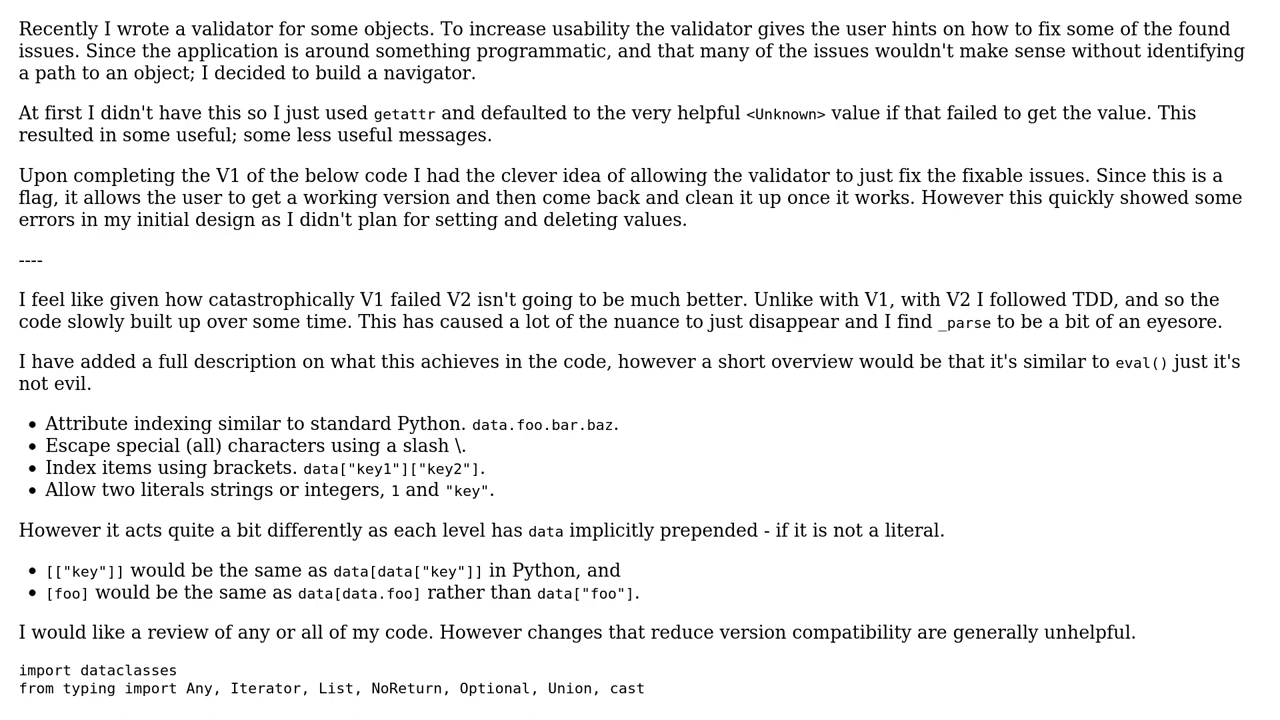 Recently I wrote a validator for some objects. To increase usability the validator gives the user hints on how to fix some of the found
issues. Since the application is around something programmatic, and that many of the issues wouldn't make sense without identifying
a path to an object; I decided to build a navigator.
At first I didn't have this so I just used getattr and defaulted to the very helpful <Unknown> value if that failed to get the value. This
resulted in some useful; some less useful messages.
Upon completing the V1 of the below code I had the clever idea of allowing the validator to just fix the fixable issues. Since this is a
flag, it allows the user to get a working version and then come back and clean it up once it works. However this quickly showed some
errors in my initial design as I didn't plan for setting and deleting values.
----
I feel like given how catastrophically V1 failed V2 isn't going to be much better. Unlike with V1, with V2 I followed TDD, and so the
code slowly built up over some time. This has caused a lot of the nuance to just disappear and I find _parse to be a bit of an eyesore.
I have added a full description on what this achieves in the code, however a short overview would be that it's similar to eval() just it's
not evil.
• Attribute indexing similar to standard Python. data.foo.bar.baz.
• Escape special (all) characters using a slash \.
• Index items using brackets. data["key1"]["key2"].
• Allow two literals strings or integers, 1 and "key".
However it acts quite a bit differently as each level has data implicitly prepended - if it is not a literal.
• [["key"]] would be the same as data[data["key"]] in Python, and
• [foo] would be the same as data[data.foo] rather than data["foo"].
I would like a review of any or all of my code. However changes that reduce version compatibility are generally unhelpful.
import dataclasses
from typing import Any, Iterator, List, NoReturn, Optional, Union, cast